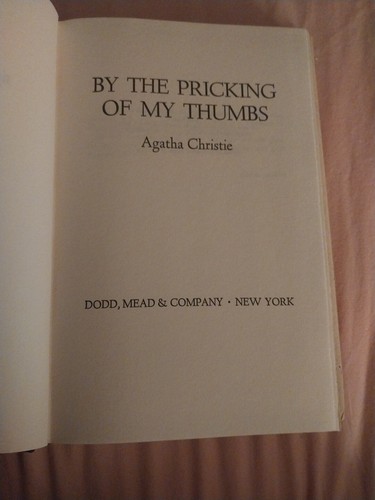 BY THE PRICKING
OF MY THUMBS
Agatha Christie
DODD, MEAD & COMPANY · NEW YORK